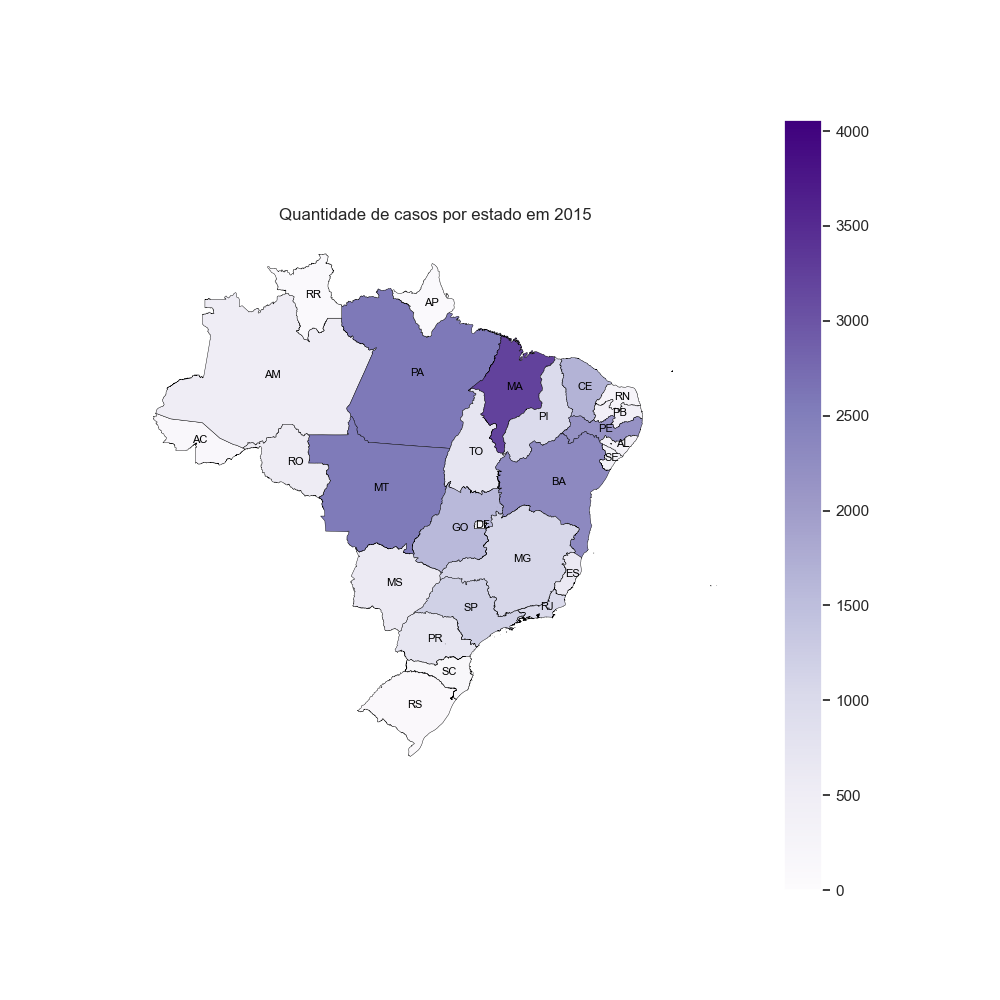 Quantidade de casos por estado em 2015
RR
AP
AM
PA
MA
CE
RN
PB
PI
PE
AC
AL
TO
SE
RO
BA
MT
GO
DF
MG
ES
MS
SP
RJ
PR
SC
RS
4000
3500
3000
2500
2000
1500
1000
500
0